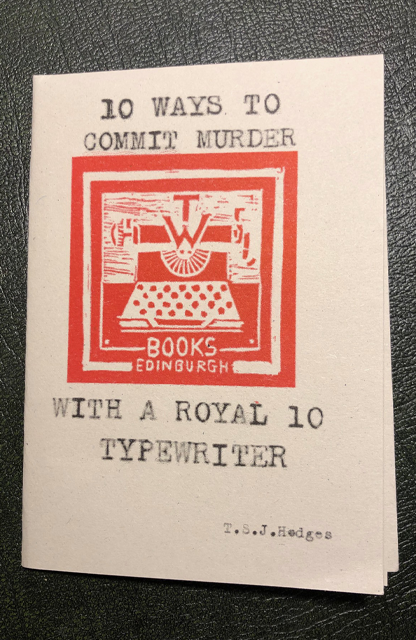 10 WAYS TO
COMMIT MURDER
TW
BOOKS
EDINBURGH
WITH A ROYAL 10
TYPEWRITER
T.S.J.Hedges